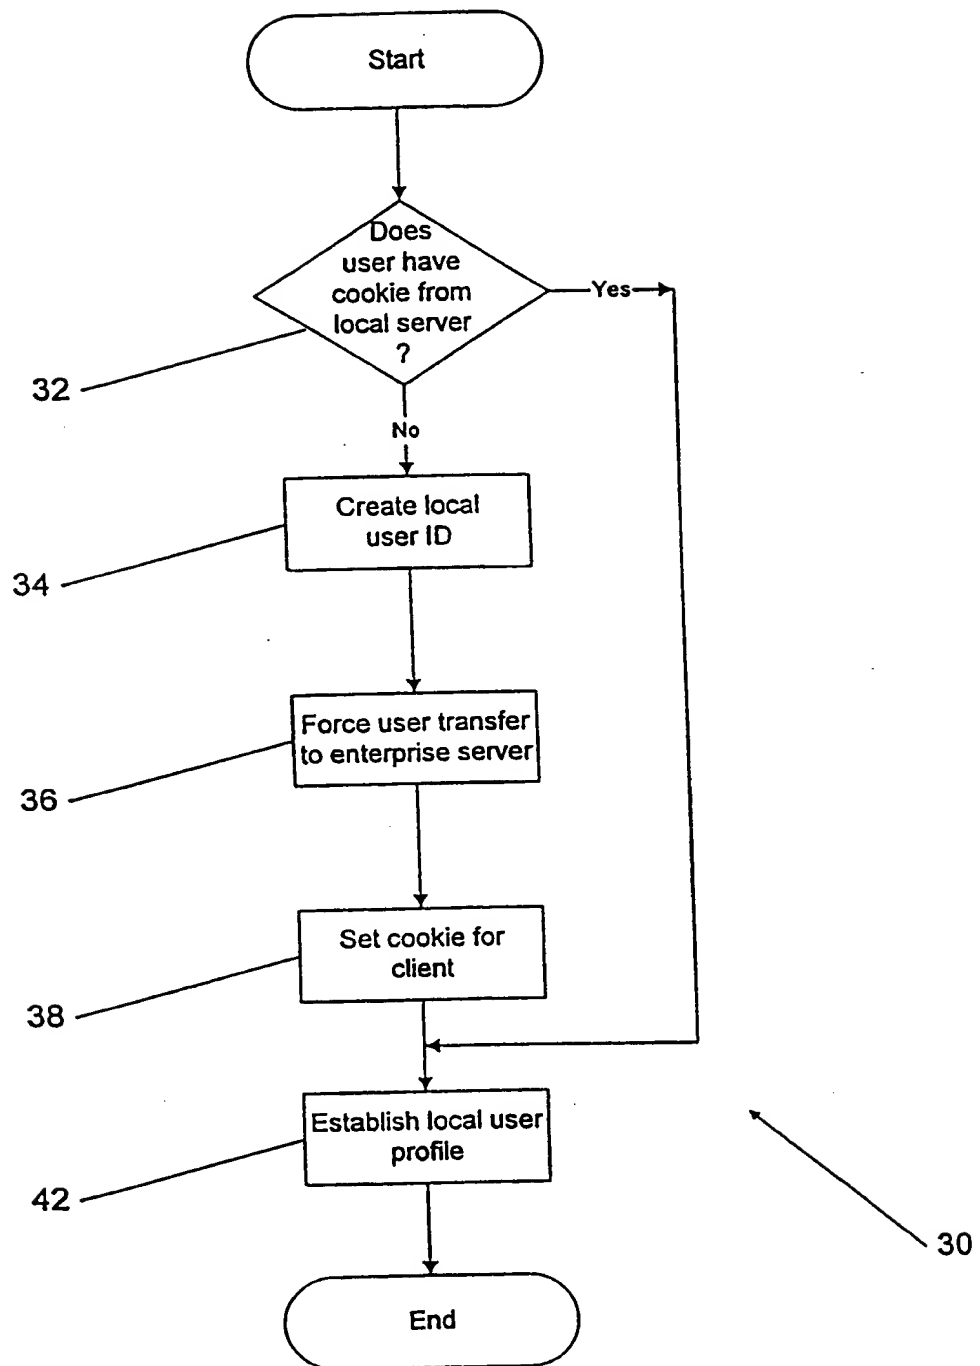 Start
Does
user have
cookie from
local server
?
Yes
32
No
Create local
user ID
34
Force user transfer
to enterprise server
36
Set cookie for
client
38
Establish local user
profile
42
30
End